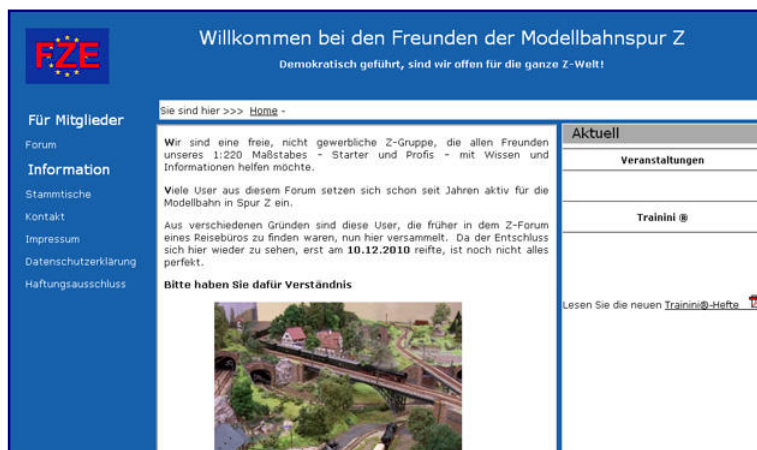 FZE
Willkommen bei den Freunden der Modellbahnspur Z
Demokratisch geführt, sind wir offen für die ganze Z-Welt!
Für Mitglieder
Forum
Information
Stammtische
Kontakt
Impressum
Datenschutzerklärung
Haftungsausschluss
Sie sind hier >>> Home -
Wir sind eine freie, nicht gewerbliche Z-Gruppe, die allen Freunden
unseres 1:220 Maßstabes - Starter und Profis - mit Wissen und
Informationen helfen möchte.
Viele User aus diesem Forum setzen sich schon seit Jahren aktiv für die
Modellbahn in Spur Z ein.
Aus verschiedenen Gründen sind diese User, die früher in dem Z-Forum
eines Reisebüros zu finden waren, nun hier versammelt. Da der Entschluss
sich hier wieder zu sehen, erst am 10.12.2010 reifte, ist noch nicht alles
perfekt.
Bitte haben Sie dafür Verständnis
Aktuell
Veranstaltungen
Trainini ®
Lesen Sie die neuen Trainini®-Hefte